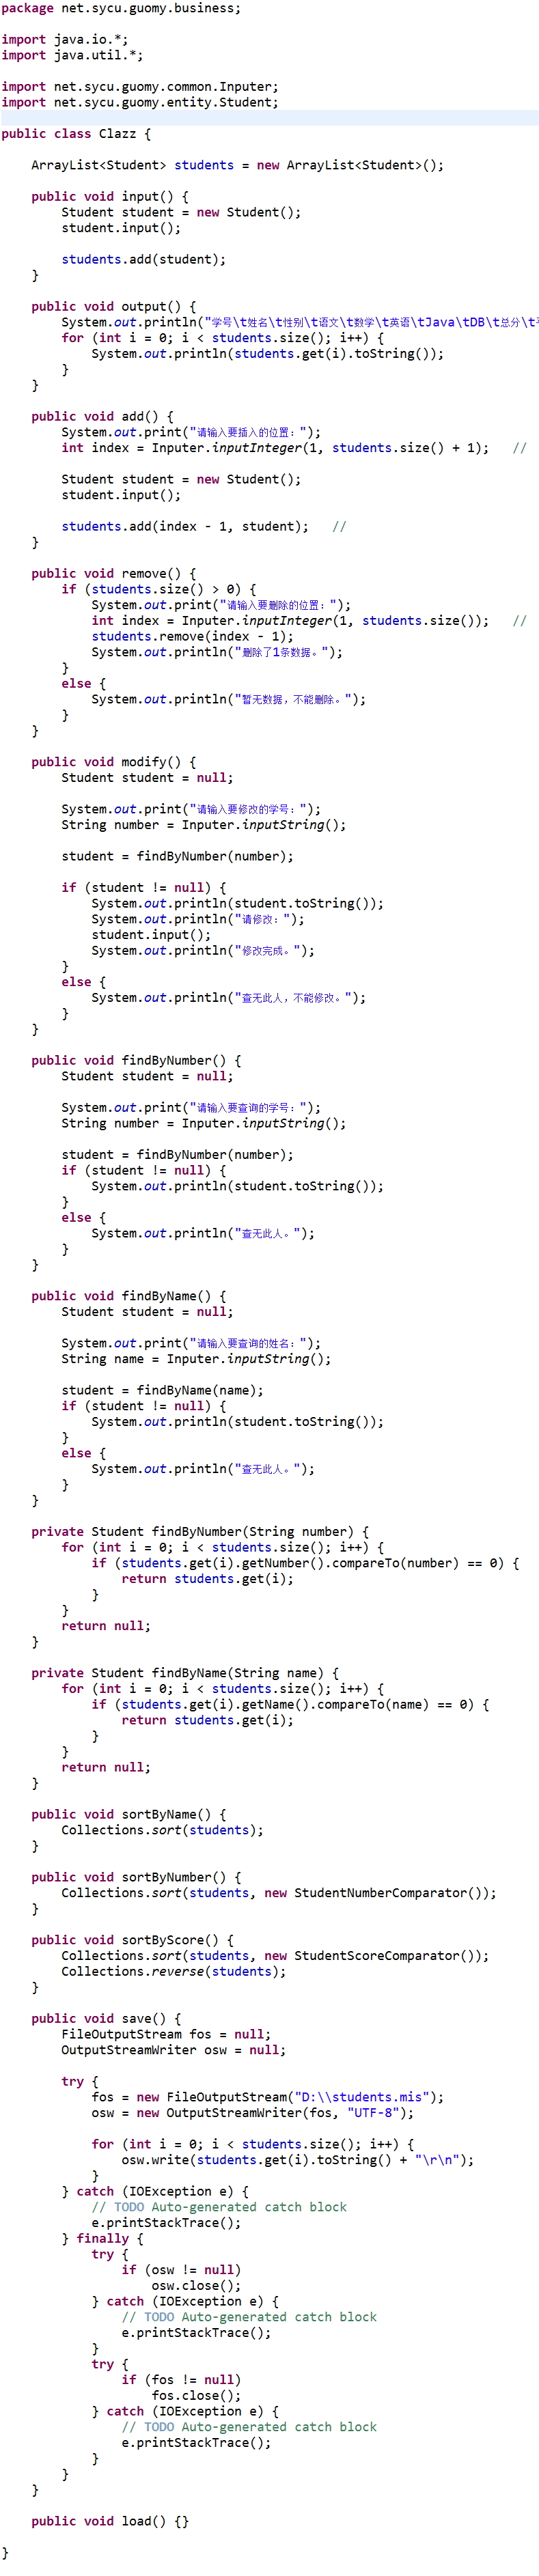 package net.sycu.guomy.business;
import java.io.*;
import java.util.*;
import net.sycu.guomy.common.Inputer;
import net.sycu.guomy.entity.Student;
public class Clazz {
ArrayList<Student> students = new ArrayList<Student>();
public void input() {
Student student = new Student();
student.input();
students.add(student);
}
public void output() {
System.out.println("学号\t姓名\t性别\t语文\t数学\t英语\tJava\tDB\t总分\t
for (int i = 0; i < students.size(); i++) {
System.out.println(students.get(i).toString());
}
}
public void add() {
System.out.print("请输入要插入的位置：");
int index = Inputer.inputInteger(1, students.size() + 1);   //
Student student = new Student();
student.input();
students.add(index - 1, student);   //
}
public void remove() {
if (students.size() > 0) {
System.out.print("请输入要删除的位置：");
int index = Inputer.inputInteger(1, students.size());   //
students.remove(index - 1);
System.out.println("删除了1条数据。");
}
else {
System.out.println("暂无数据，不能删除。");
}
}
public void modify() {
Student student = null;
System.out.print("请输入要修改的学号：");
String number = Inputer.inputString();
student = findByNumber(number);
if (student != null) {
System.out.println(student.toString());
System.out.println("请修改：");
student.input();
System.out.println("修改完成。");
}
else {
System.out.println("查无此人，不能修改。");
}
}
public void findByNumber() {
Student student = null;
System.out.print("请输入要查询的学号：");
String number = Inputer.inputString();
student = findByNumber(number);
if (student != null) {
System.out.println(student.toString());
}
else {
System.out.println("查无此人。");
}
}
public void findByName() {
Student student = null;
System.out.print("请输入要查询的姓名：");
String name = Inputer.inputString();
student = findByName(name);
if (student != null) {
System.out.println(student.toString());
}
else {
System.out.println("查无此人。");
}
}
private Student findByNumber(String number) {
for (int i = 0; i < students.size(); i++) {
if (students.get(i).getNumber().compareTo(number) == 0) {
return students.get(i);
}
}
return null;
}
private Student findByName(String name) {
for (int i = 0; i < students.size(); i++) {
if (students.get(i).getName().compareTo(name) == 0) {
return students.get(i);
}
}
return null;
}
public void sortByName() {
Collections.sort(students);
}
public void sortByNumber() {
Collections.sort(students, new StudentNumberComparator());
}
public void sortByScore() {
Collections.sort(students, new StudentScoreComparator());
Collections.reverse(students);
}
public void save() {
FileOutputStream fos = null;
OutputStreamWriter osw = null;
try {
fos = new FileOutputStream("D:\\students.mis");
osw = new OutputStreamWriter(fos, "UTF-8");
for (int i = 0; i < students.size(); i++) {
osw.write(students.get(i).toString() + "\r\n");
}
} catch (IOException e) {
// TODO Auto-generated catch block
e.printStackTrace();
} finally {
try {
if (osw != null)
osw.close();
} catch (IOException e) {
// TODO Auto-generated catch block
e.printStackTrace();
}
try {
if (fos != null)
fos.close();
} catch (IOException e) {
// TODO Auto-generated catch block
e.printStackTrace();
}
}
}
public void load() {}
}